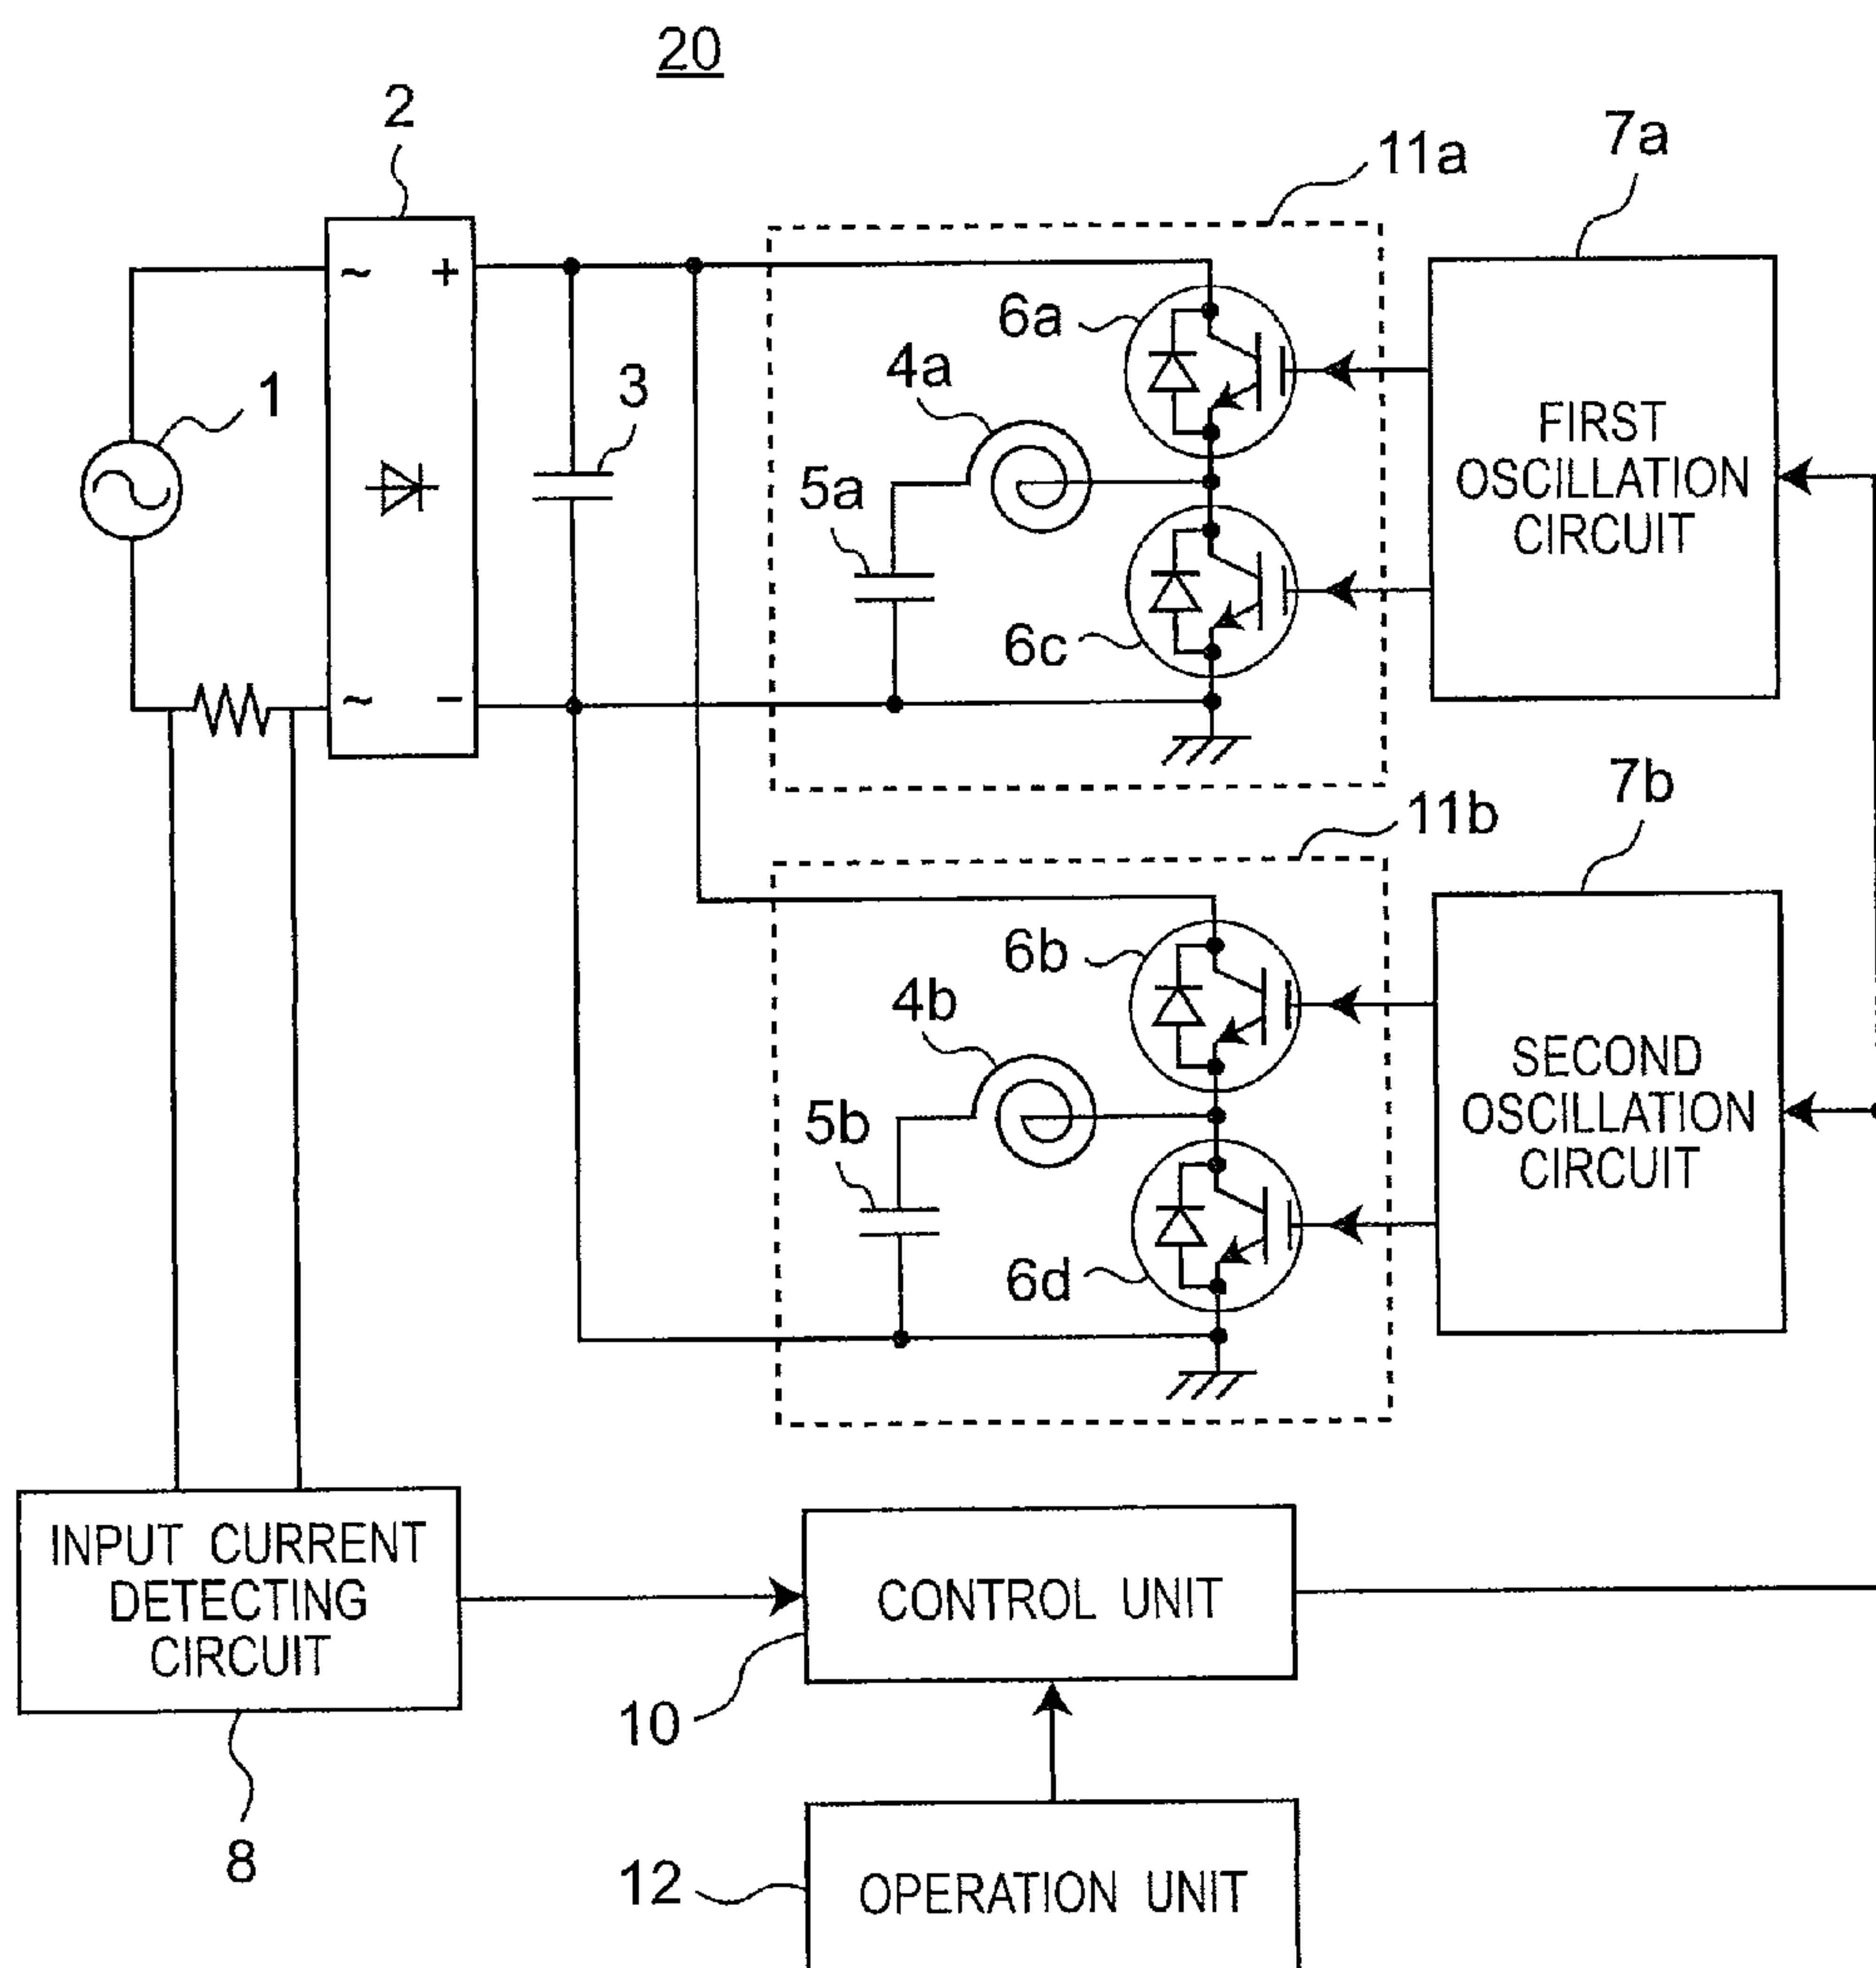 20
2
11a
7a
~ +
6a
4a
1
3
FIRST
OSCILLATION
CIRCUIT
5a
6c
~ −
7b
11b
6b
4b
SECOND
OSCILLATION
CIRCUIT
5b
6d
INPUT CURRENT
DETECTING
CIRCUIT
CONTROL UNIT
10
8
12
OPERATION UNIT